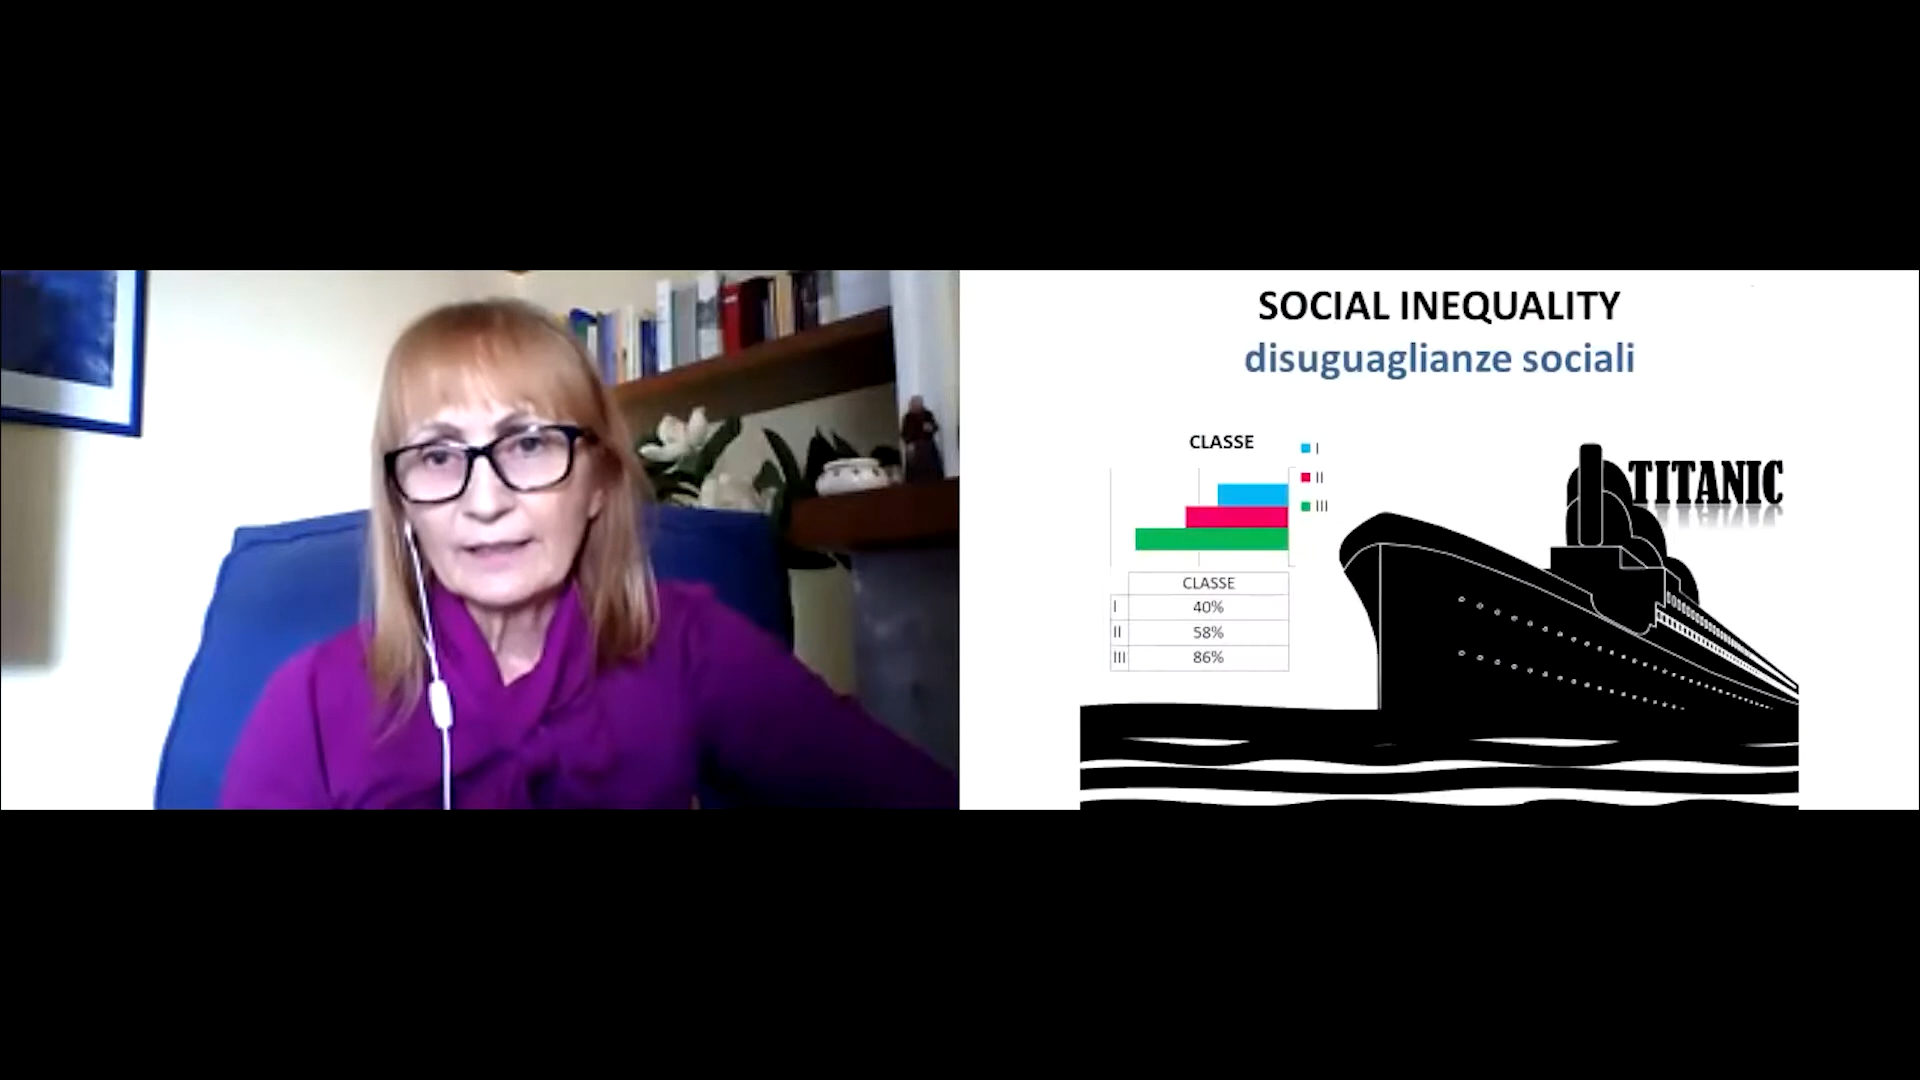 SOCIAL INEQUALITY
disuguaglianze sociali
CLASSE
I
II
III
TITANIC
CLASSE
I 40%
II 58%
III 86%